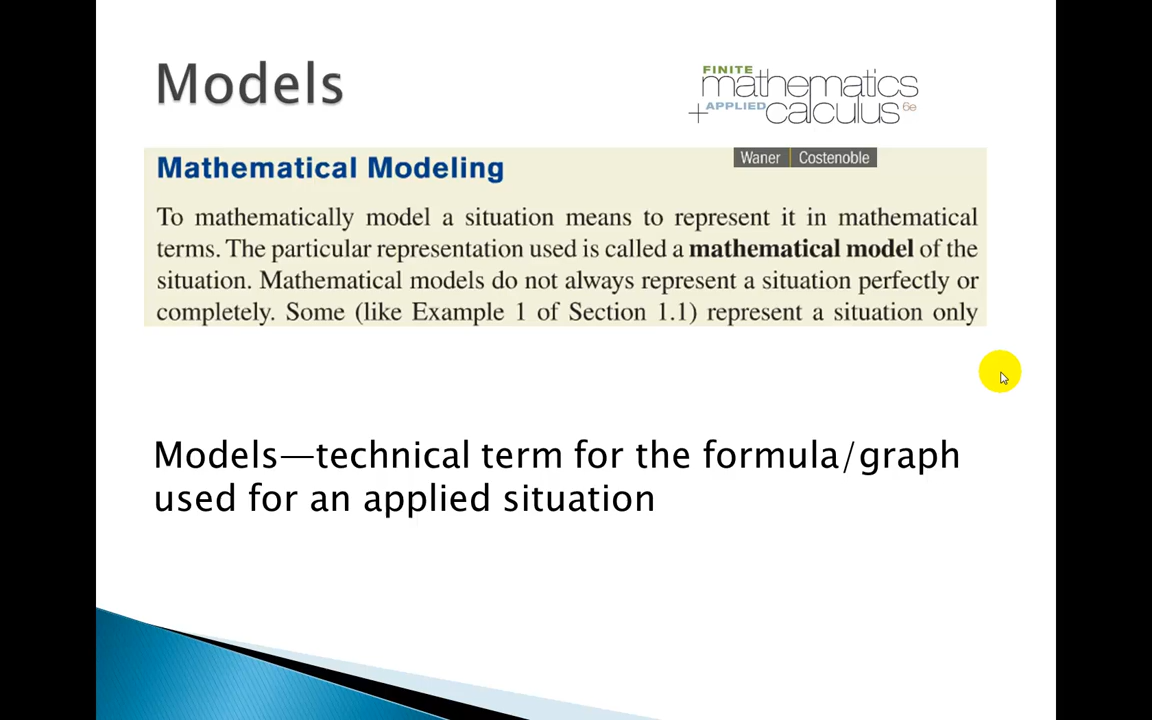 Models
FINITE
mathematics
+APPLIED calculus 6e
Waner | Costenoble
Mathematical Modeling
To mathematically model a situation means to represent it in mathematical
terms. The particular representation used is called a mathematical model of the
situation. Mathematical models do not always represent a situation perfectly or
completely. Some (like Example 1 of Section 1.1) represent a situation only
Models—technical term for the formula/graph
used for an applied situation